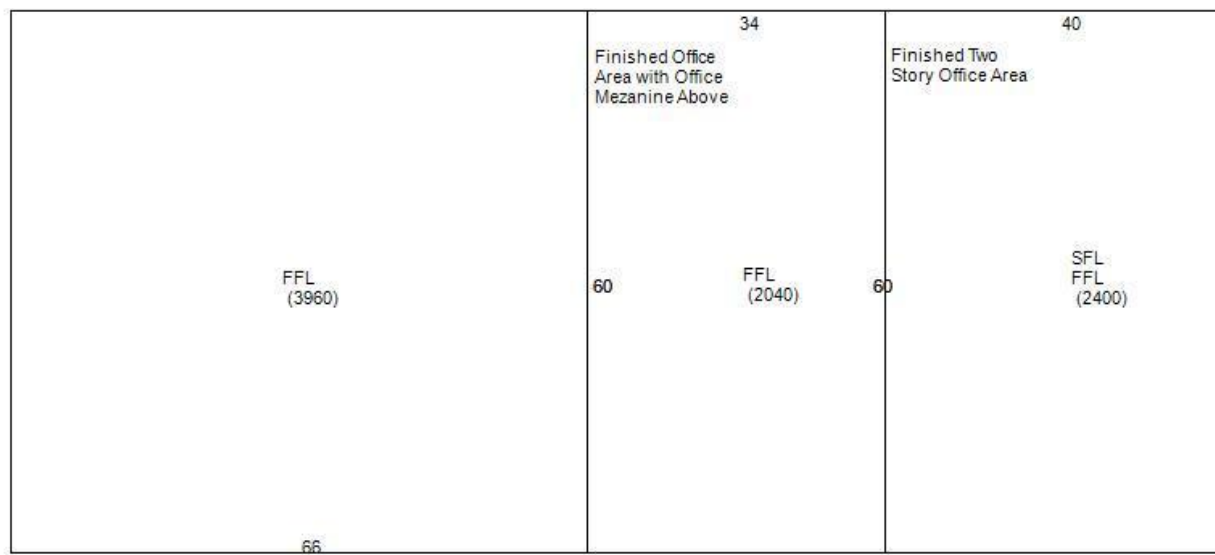 34
40
Finished Office
Area with Office
Mezanine Above
Finished Two
Story Office Area
FFL
(3960)
60
FFL
(2040)
60
SFL
FFL
(2400)
66